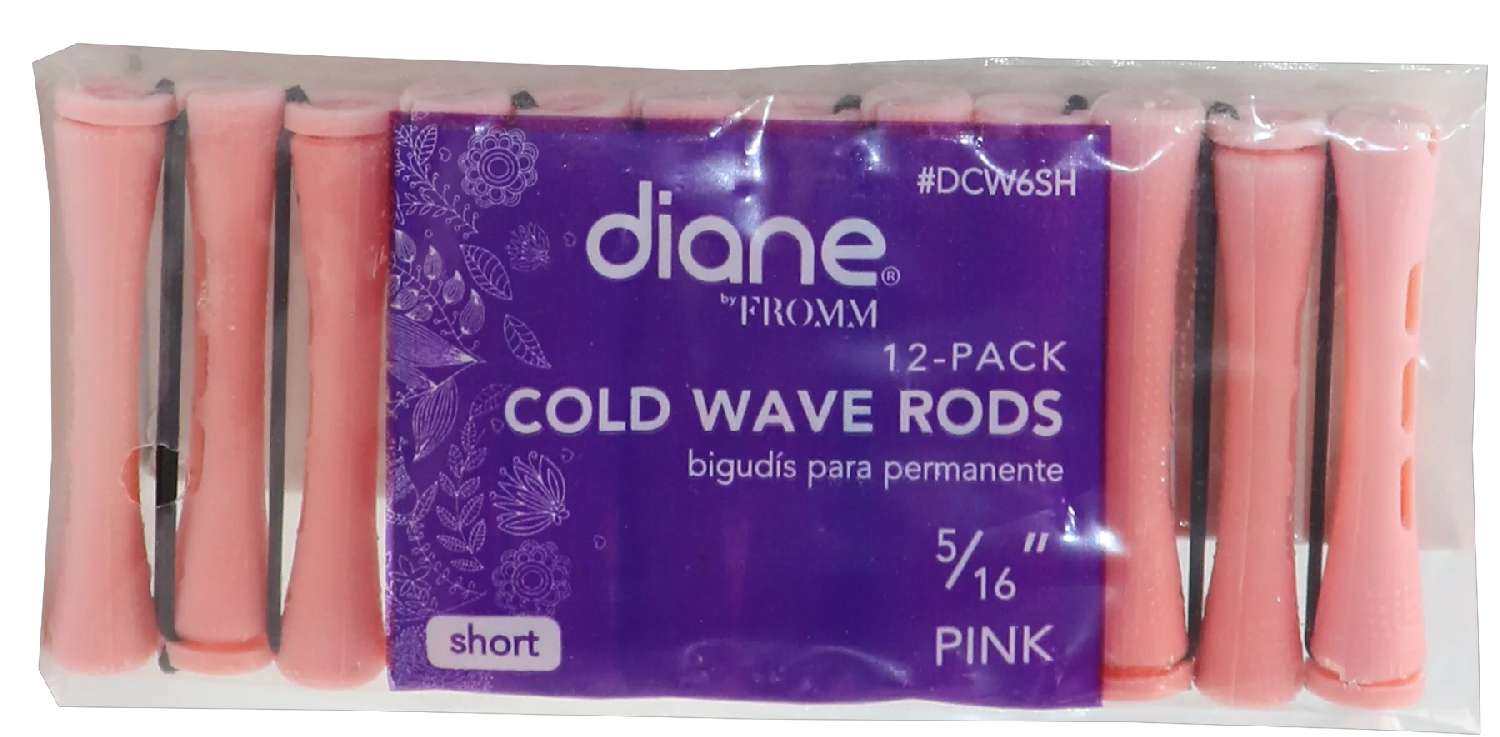 #DCW6SH
diane®
by FROMM
12-PACK
COLD WAVE RODS
bigudís para permanente
5/16"
PINK
short